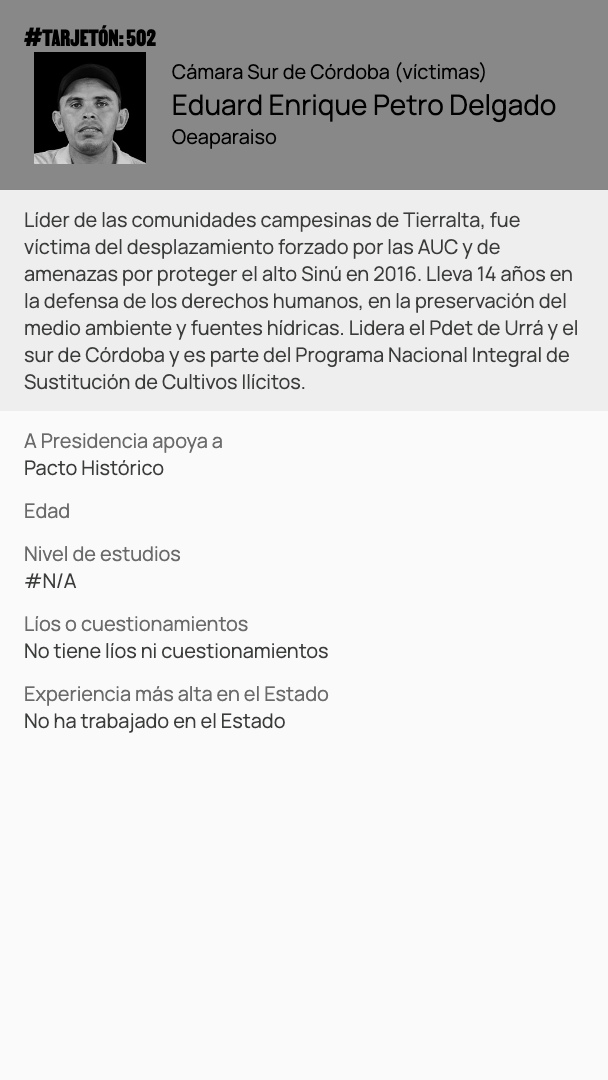 #TARJETÓN: 502
Cámara Sur de Córdoba (víctimas)
Eduard Enrique Petro Delgado
Oeaparaiso
Líder de las comunidades campesinas de Tierralta, fue
víctima del desplazamiento forzado por las AUC y de
amenazas por proteger el alto Sinú en 2016. Lleva 14 años en
la defensa de los derechos humanos, en la preservación del
medio ambiente y fuentes hídricas. Lidera el Pdet de Urrá y el
sur de Córdoba y es parte del Programa Nacional Integral de
Sustitución de Cultivos Ilícitos.
A Presidencia apoya a
Pacto Histórico
Edad
Nivel de estudios
#N/A
Líos o cuestionamientos
No tiene líos ni cuestionamientos
Experiencia más alta en el Estado
No ha trabajado en el Estado